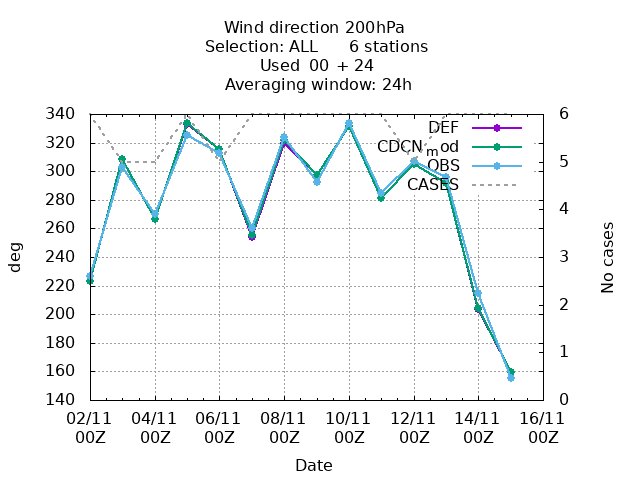 Wind direction 200hPa
Selection: ALL 6 stations
Used 00 + 24
Averaging window: 24h
340 6
DEF
320
CDCN_mod
OBS
300 5
CASES
280
260 4
240 3
220
200 2
180
160 1
140 0
deg
No cases
02/11 04/11 06/11 08/11 10/11 12/11 14/11 16/11
00Z 00Z 00Z 00Z 00Z 00Z 00Z 00Z
Date